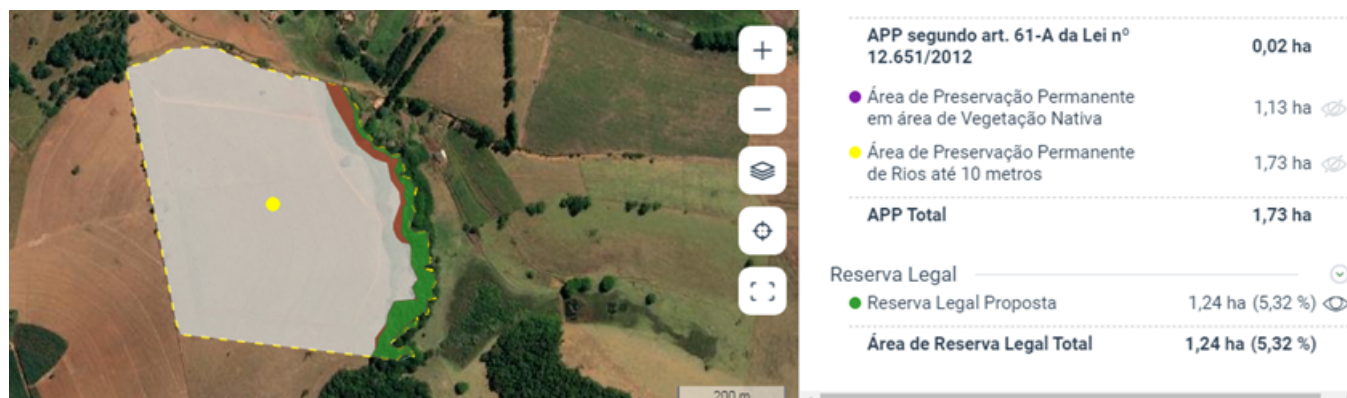 200 m
APP segundo art. 61-A da Lei nº
12.651/2012
0,02 ha
Área de Preservação Permanente
em área de Vegetação Nativa
1,13 ha
Área de Preservação Permanente
de Rios até 10 metros
1,73 ha
APP Total
1,73 ha
Reserva Legal
Reserva Legal Proposta
1,24 ha (5,32 %)
Área de Reserva Legal Total
1,24 ha (5,32 %)